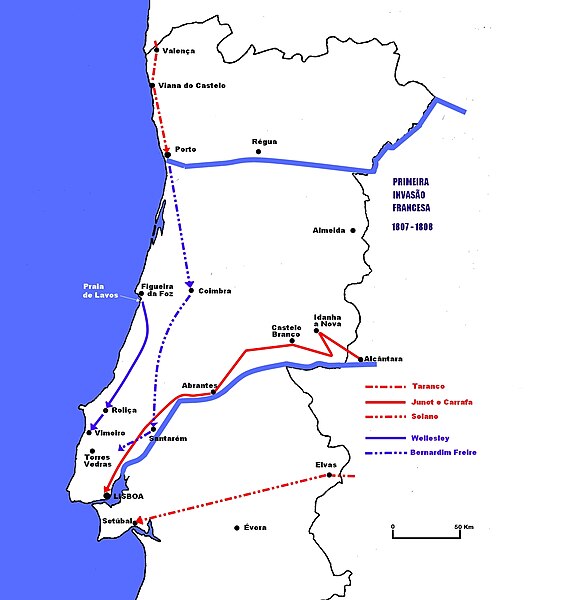 Valença
Viana do Castelo
Porto
Régua
PRIMEIRA
INVASÃO
FRANCESA
1807 - 1808
Almeida
Praia
de Lavos
Figueira
da Foz
Coimbra
Idanha
a Nova
Castelo
Branco
Alcântara
Abrantes
Taranco
Junot e Carrafa
Solano
Roliça
Vimeiro
Santarém
Wellesley
Bernardim Freire
Torres
Vedras
Elvas
LISBOA
Setúbal
Évora
0
50 Km